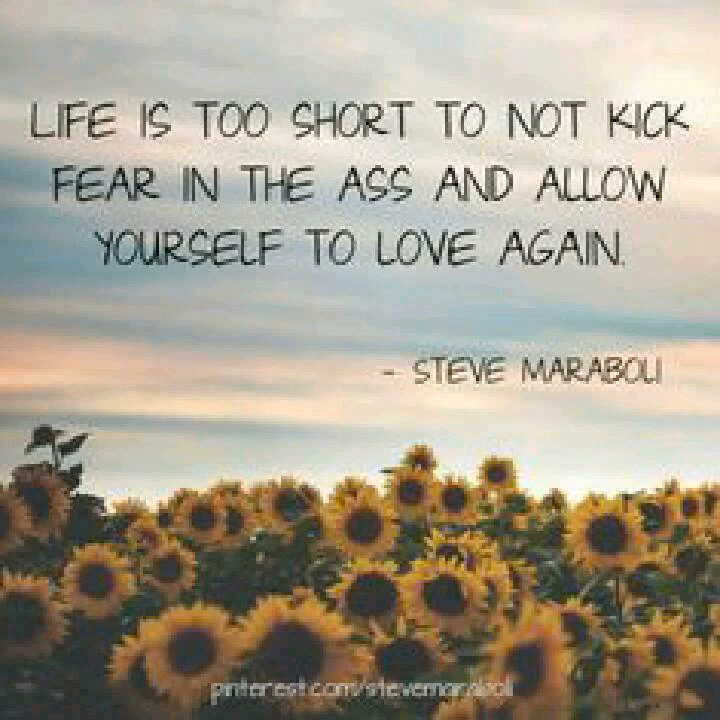 LIFE IS TOO SHORT TO NOT KICK
FEAR IN THE ASS AND ALLOW
YOURSELF TO LOVE AGAIN.
- STEVE MARABOLI
pinterest.com/stevemaraboli